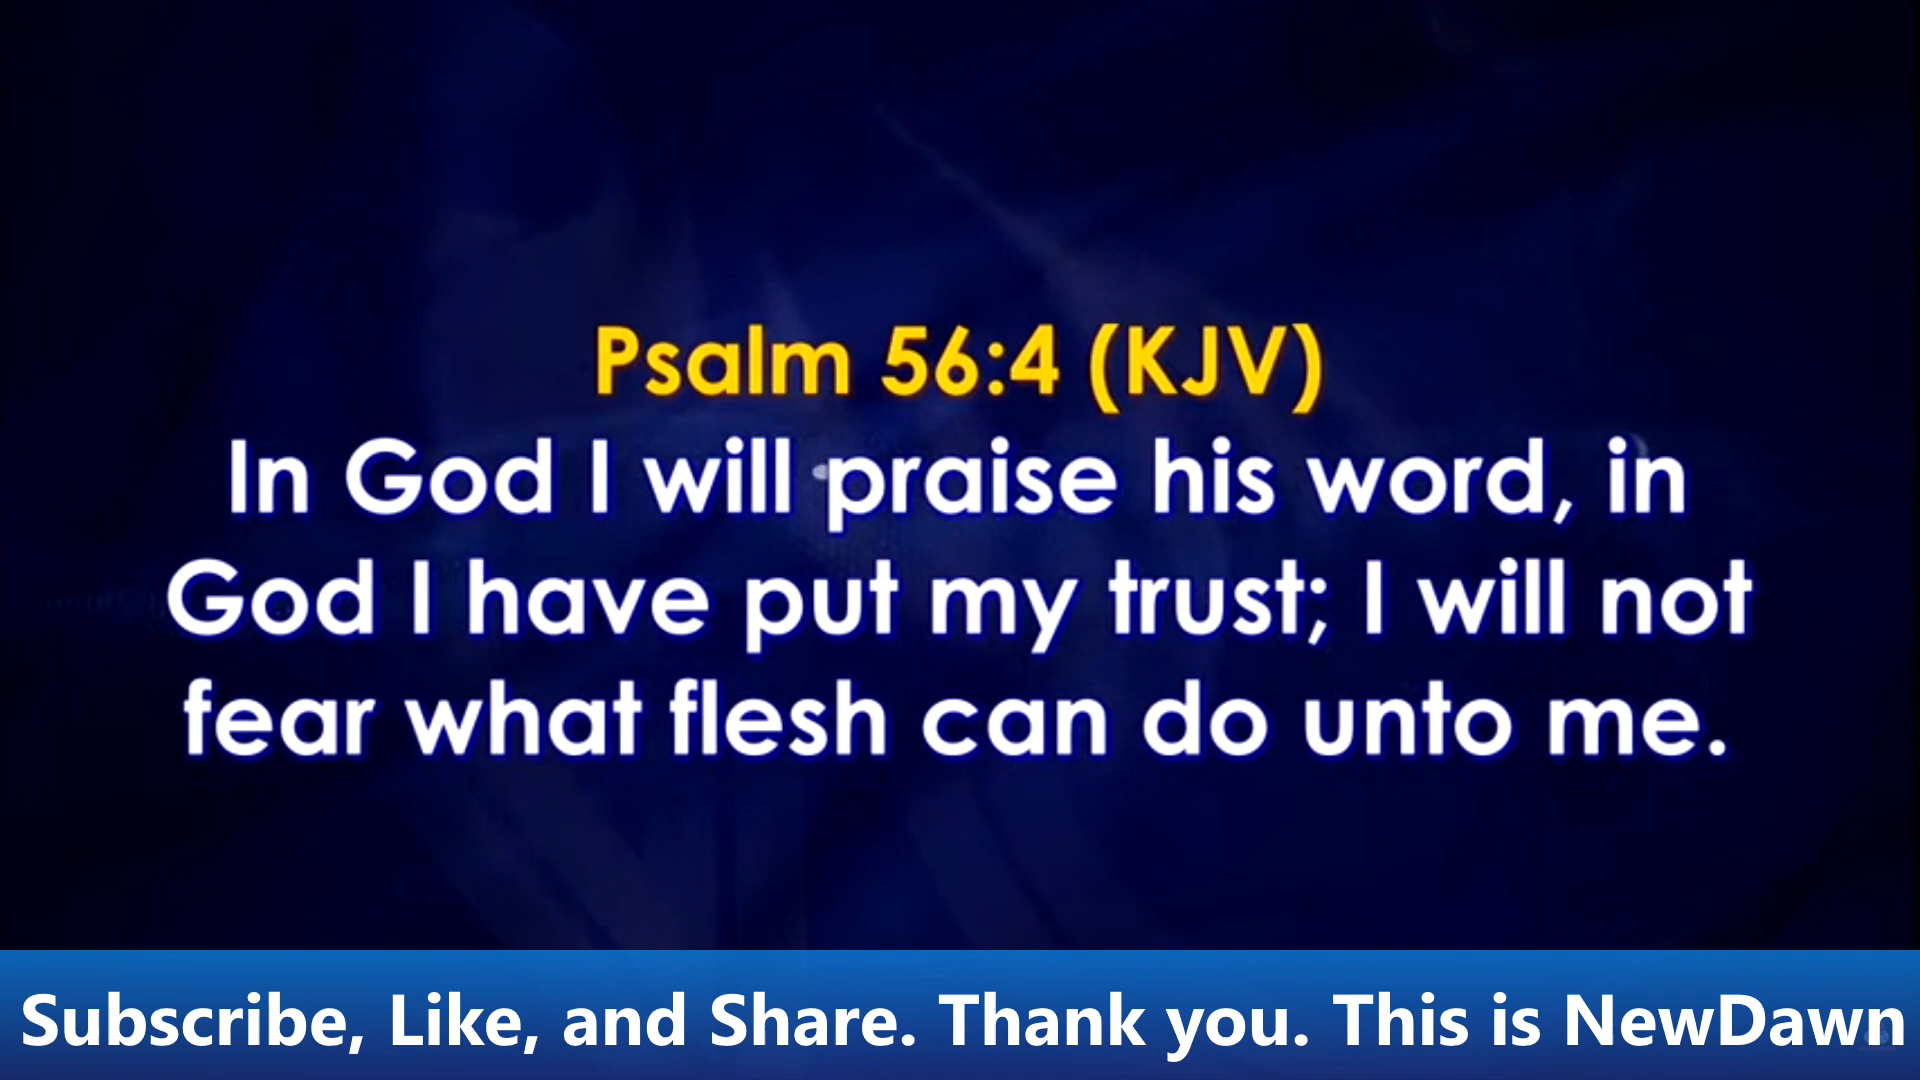 Psalm 56:4 (KJV)
In God I will praise his word, in
God I have put my trust; I will not
fear what flesh can do unto me.
Subscribe, Like, and Share. Thank you. This is NewDawn